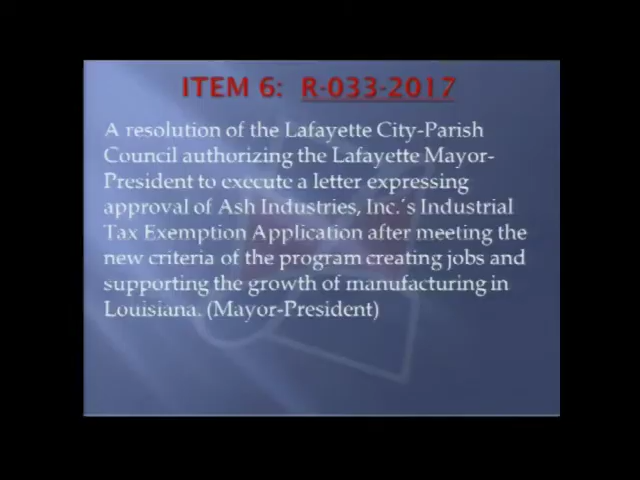 ITEM 6: R-033-2017
A resolution of the Lafayette City-Parish
Council authorizing the Lafayette Mayor-
President to execute a letter expressing
approval of Ash Industries, Inc.´s Industrial
Tax Exemption Application after meeting the
new criteria of the program creating jobs and
supporting the growth of manufacturing in
Louisiana. (Mayor-President)